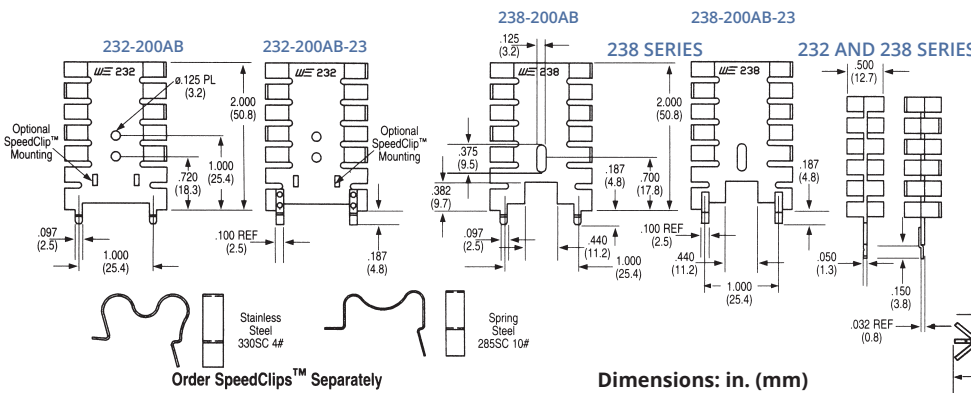 232-200AB
232-200AB-23
238-200AB
238 SERIES
238-200AB-23
232 AND 238 SERIES
232
ø.125 PL
(3.2)
Optional
SpeedClip™
Mounting
2.000
(50.8)
1.000
(25.4)
.720
(18.3)
.097
(2.5)
1.000
(25.4)
232
Optional
SpeedClip™
Mounting
.100 REF
(2.5)
.187
(4.8)
.125
(3.2)
238
2.000
(50.8)
.375
(9.5)
.382
(9.7)
.187
(4.8)
.700
(17.8)
.097
(2.5)
.440
(11.2)
1.000
(25.4)
238
.187
(4.8)
.100 REF
(2.5)
.440
(11.2)
1.000
(25.4)
.500
(12.7)
.050
(1.3)
.150
(3.8)
.032 REF
(0.8)
Stainless
Steel
330SC 4#
Spring
Steel
285SC 10#
Order SpeedClips™ Separately
Dimensions: in. (mm)